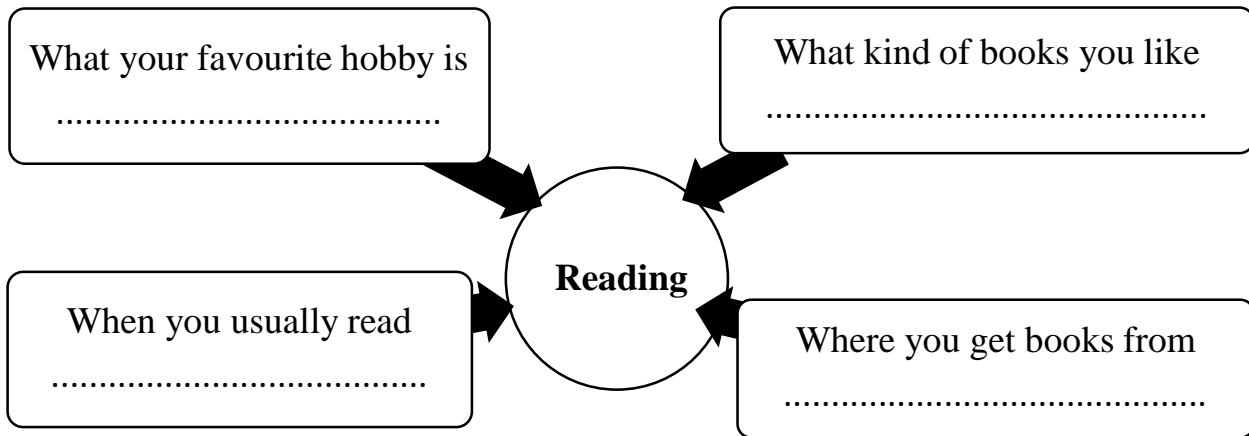 What your favourite hobby is
..........................................
What kind of books you like
................................................
Reading
When you usually read
.........................................
Where you get books from
..............................................